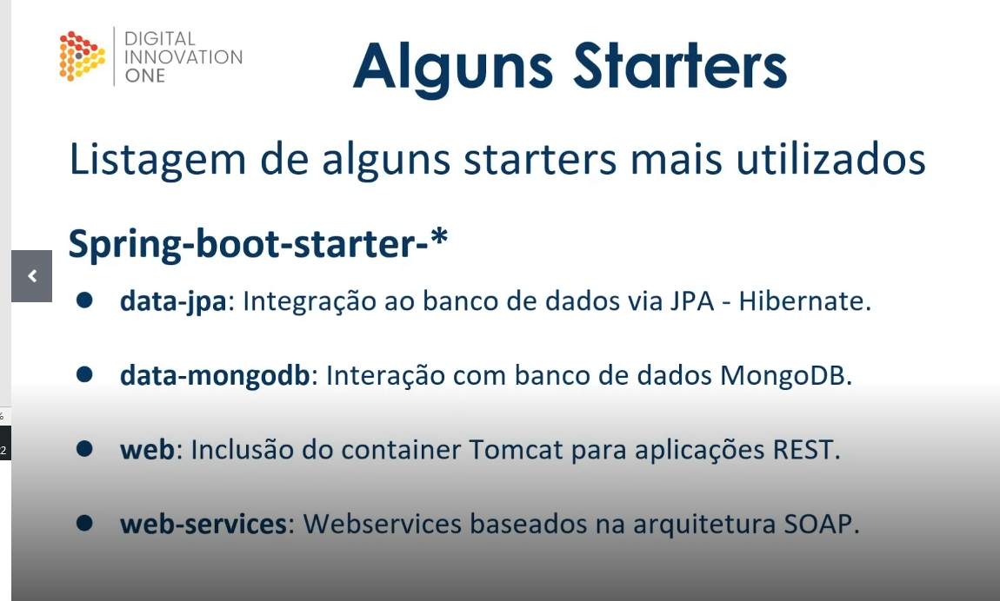 DIGITAL
INNOVATION
ONE
Alguns Starters
Listagem de alguns starters mais utilizados
Spring-boot-starter-*
● data-jpa: Integração ao banco de dados via JPA - Hibernate.
● data-mongodb: Interação com banco de dados MongoDB.
● web: Inclusão do container Tomcat para aplicações REST.
● web-services: Webservices baseados na arquitetura SOAP.
%
2